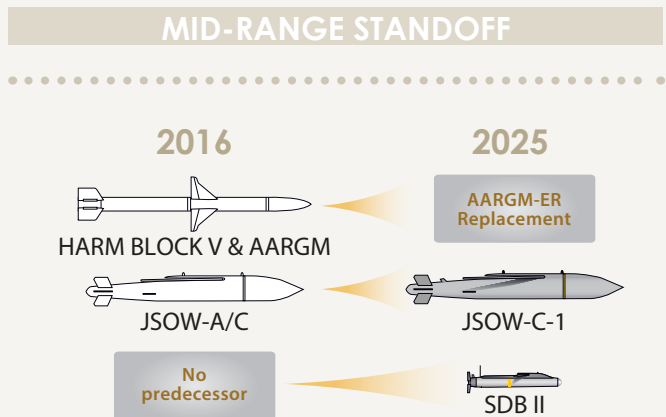 MID-RANGE STANDOFF
2016
2025
AARGM-ER
Replacement
HARM BLOCK V & AARGM
JSOW-A/C
JSOW-C-1
No
predecessor
SDB II